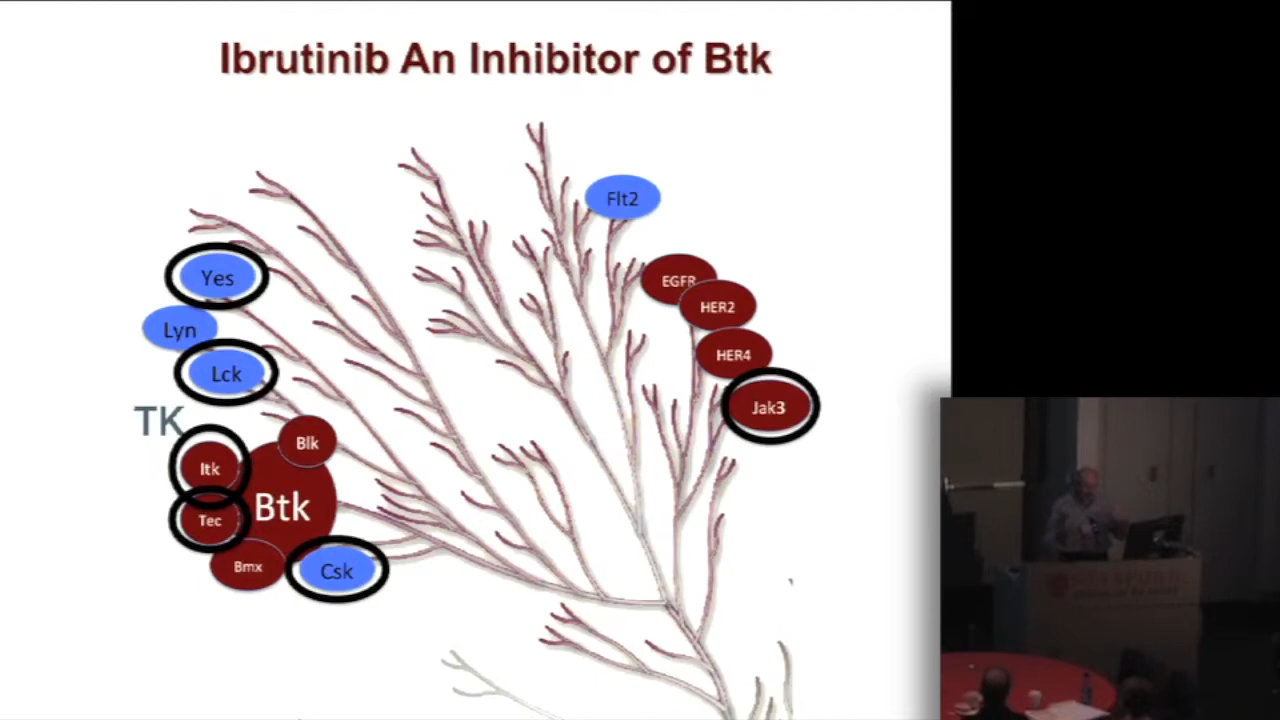 Ibrutinib An Inhibitor of Btk
Flt2
Yes
EGFR
HER2
Lyn
HER4
Lck
Jak3
TK
Blk
Itk
Btk
Tec
Bmx
Csk